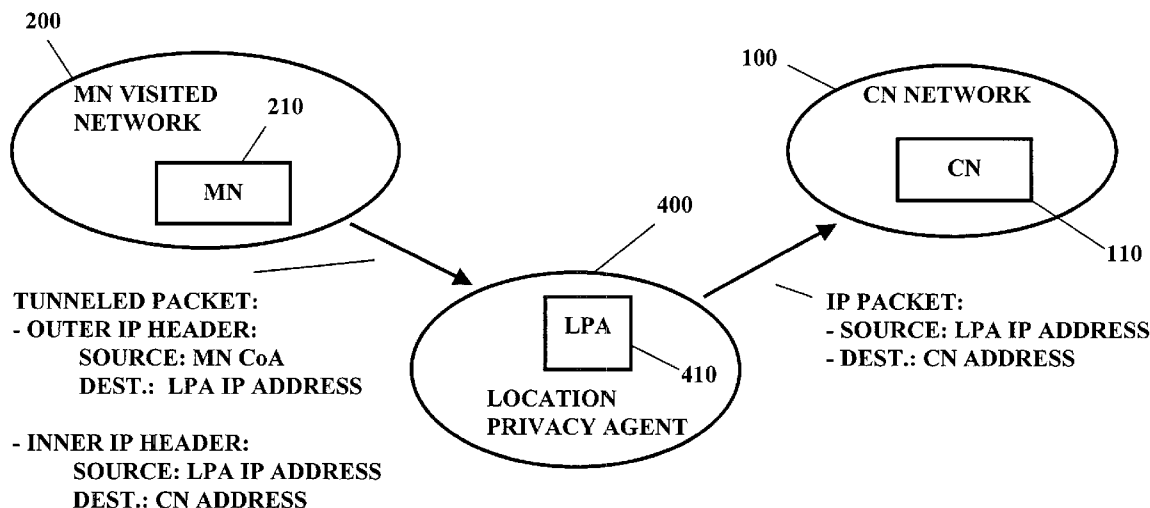 200
MN VISITED
NETWORK
210
MN
100
CN NETWORK
CN
110
400
LPA
410
LOCATION
PRIVACY AGENT
TUNNELED PACKET:
- OUTER IP HEADER:
SOURCE: MN CoA
DEST.: LPA IP ADDRESS
- INNER IP HEADER:
SOURCE: LPA IP ADDRESS
DEST.: CN ADDRESS
IP PACKET:
- SOURCE: LPA IP ADDRESS
- DEST.: CN ADDRESS